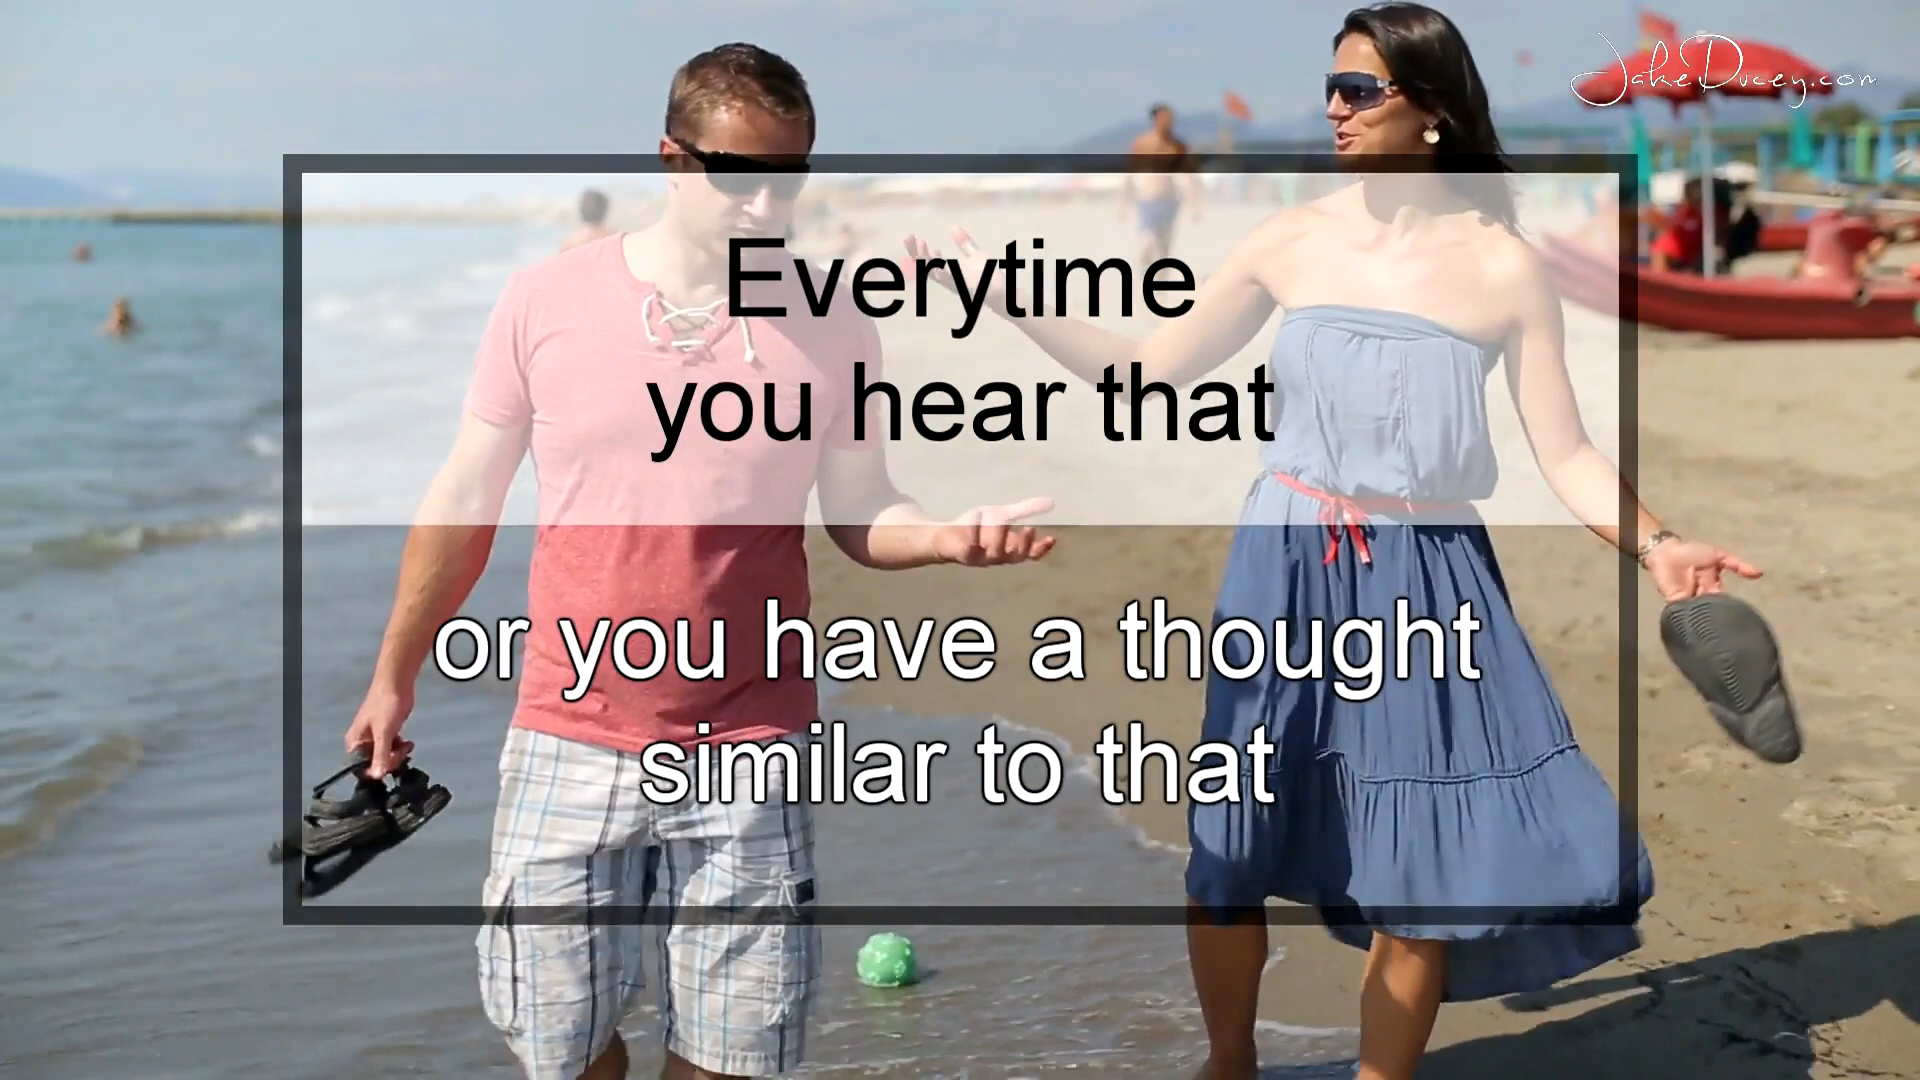 JakeDucey.com
Everytime
you hear that
or you have a thought
similar to that